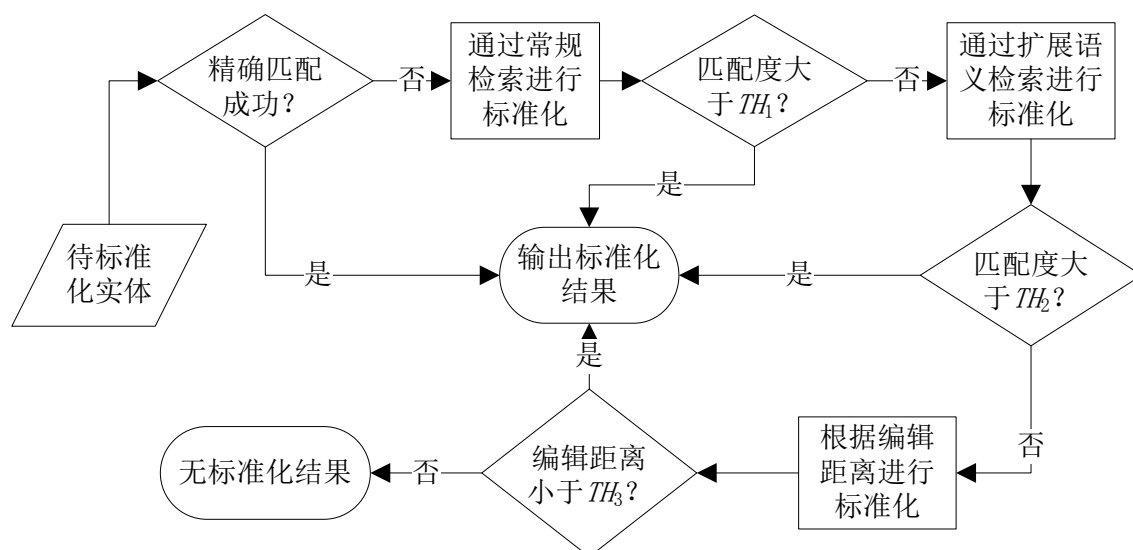 待标准
化实体
精确匹配
成功？
否
是
通过常规
检索进行
标准化
匹配度大
于TH₁？
否
是
通过扩展语
义检索进行
标准化
匹配度大
于TH₂？
是
否
输出标准化
结果
根据编辑
距离进行
标准化
编辑距离
小于TH₃？
是
否
无标准化结果